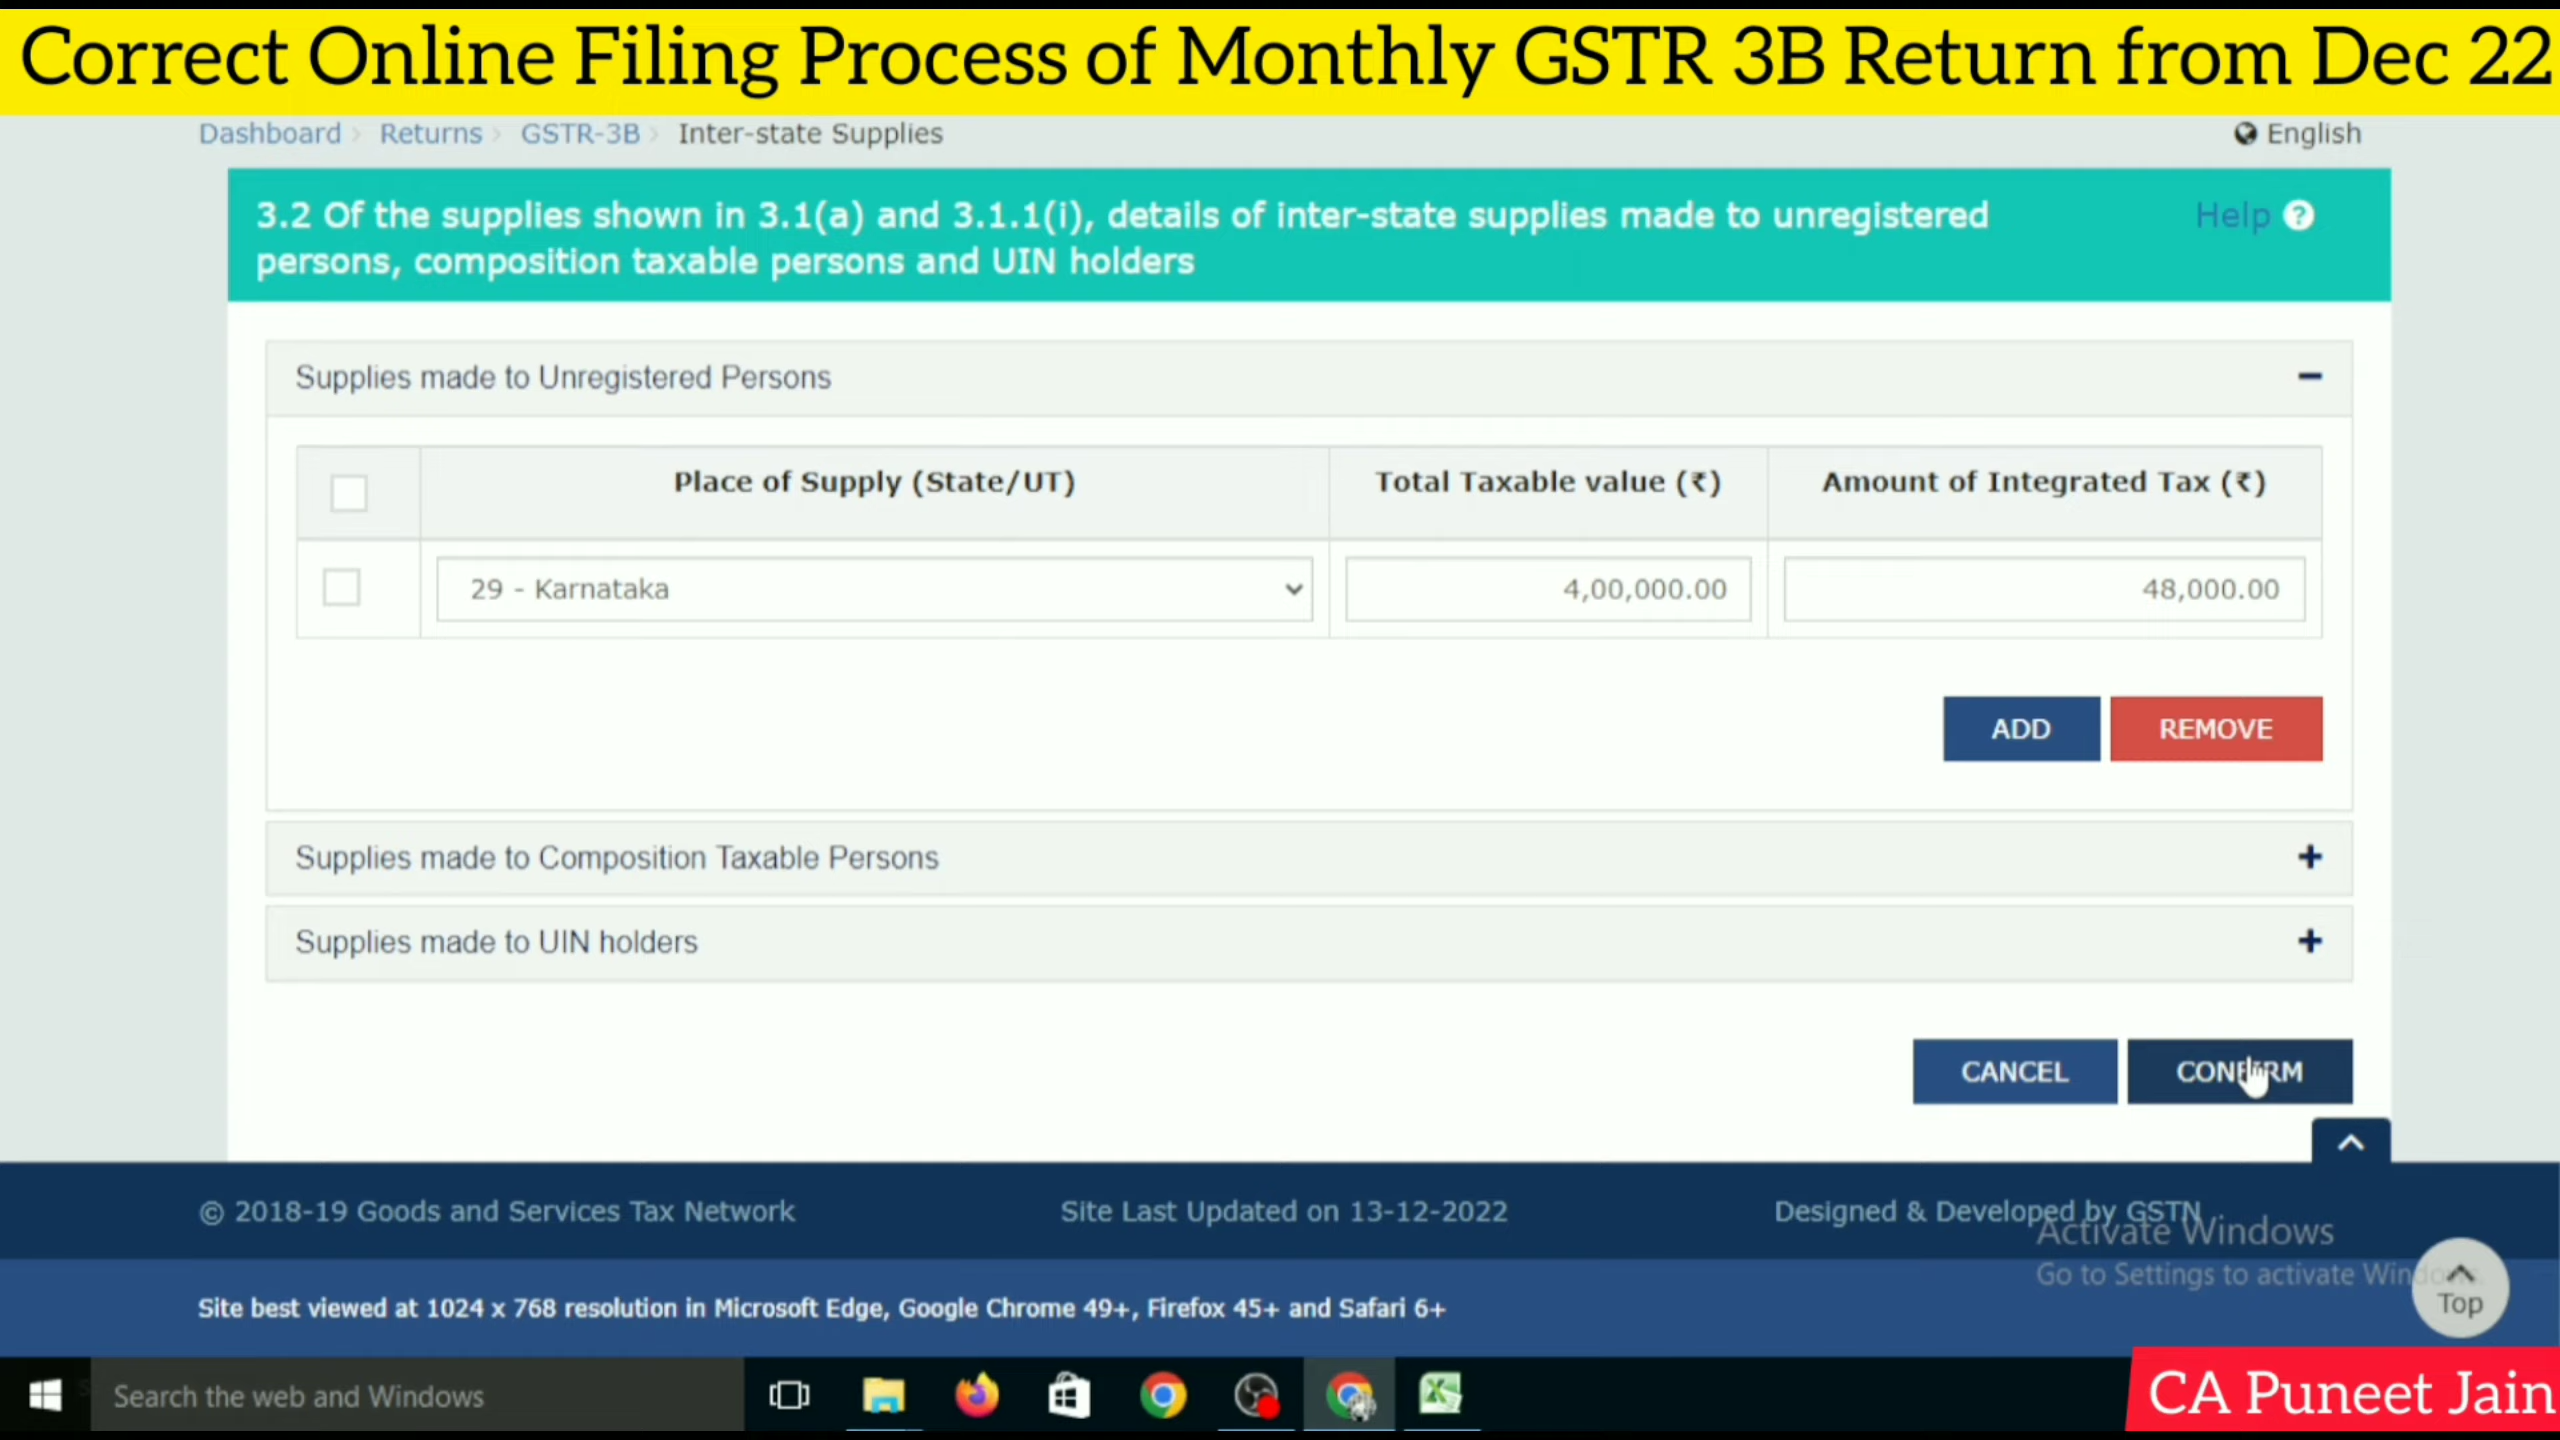 Correct Online Filing Process of Monthly GSTR 3B Return from Dec 22
Dashboard Returns GSTR-3B Inter-state Supplies English
3.2 Of the supplies shown in 3.1(a) and 3.1.1(i), details of inter-state supplies made to unregistered
persons, composition taxable persons and UIN holders
Help ?
Supplies made to Unregistered Persons
Place of Supply (State/UT) Total Taxable value (₹) Amount of Integrated Tax (₹)
29 - Karnataka 4,00,000.00 48,000.00
ADD REMOVE
Supplies made to Composition Taxable Persons
Supplies made to UIN holders
CANCEL CONFIRM
© 2018-19 Goods and Services Tax Network Site Last Updated on 13-12-2022 Designed & Developed by GSTN
Activate Windows
Go to Settings to activate Windows.
Site best viewed at 1024 x 768 resolution in Microsoft Edge, Google Chrome 49+, Firefox 45+ and Safari 6+
Top
Search the web and Windows
CA Puneet Jain